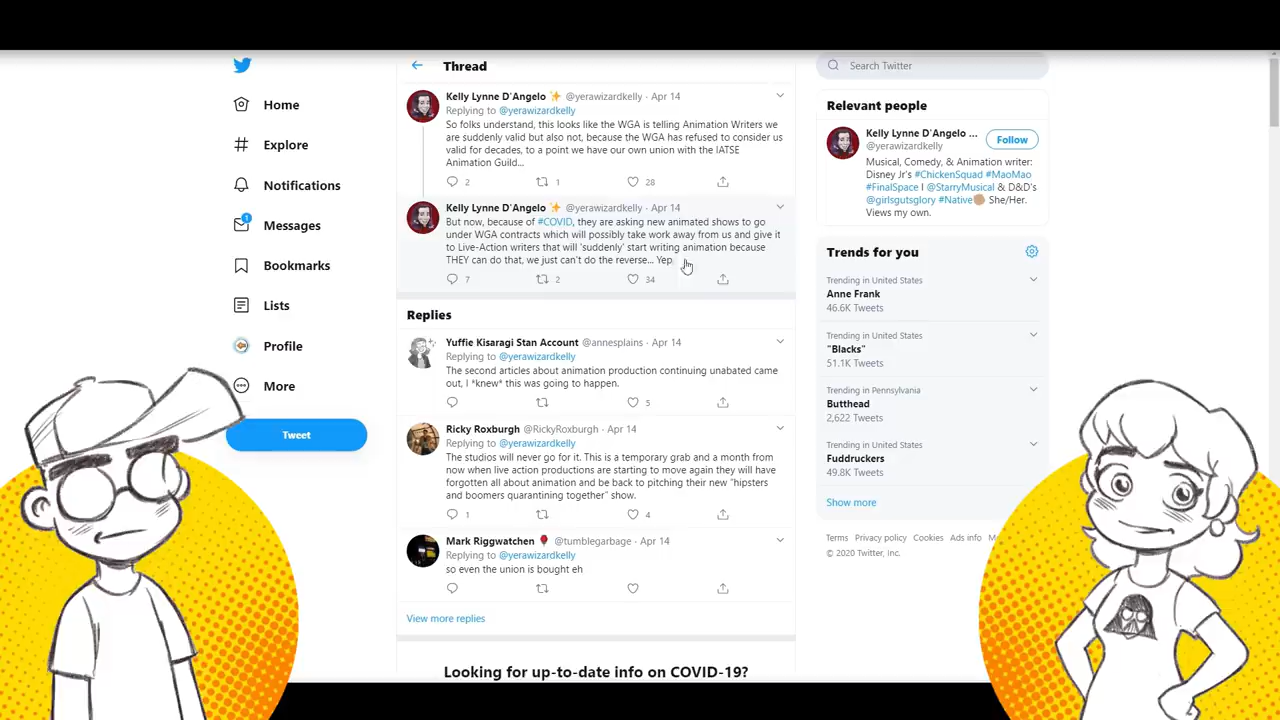 Home
Explore
Notifications
1
Messages
Bookmarks
Lists
Profile
More
Tweet
Thread
Kelly Lynne D'Angelo ✨ @yerawizardkelly · Apr 14
Replying to @yerawizardkelly
So folks understand, this looks like the WGA is telling Animation Writers we
are suddenly valid but also not, because the WGA has refused to consider us
valid for decades, to a point we have our own union with the IATSE
Animation Guild...
2 1 28
Kelly Lynne D'Angelo ✨ @yerawizardkelly · Apr 14
But now, because of #COVID, they are asking new animated shows to go
under WGA contracts which will possibly take work away from us and give it
to Live-Action writers that will 'suddenly' start writing animation because
THEY can do that, we just can't do the reverse... Yep
7 2 34
Replies
Yuffie Kisaragi Stan Account @annesplains · Apr 14
Replying to @yerawizardkelly
The second articles about animation production continuing unabated came
out, I *knew* this was going to happen.
5
Ricky Roxburgh @RickyRoxburgh · Apr 14
Replying to @yerawizardkelly
The studios will never go for it. This is a temporary grab and a month from
now when live action productions are starting to move again they will have
forgotten all about animation and be back to pitching their new "hipsters
and boomers quarantining together" show.
1 4
Mark Riggwatchen 🎈 @tumblegarbage · Apr 14
Replying to @yerawizardkelly
so even the union is bought eh
View more replies
Looking for up-to-date info on COVID-19?
Search Twitter
Relevant people
Kelly Lynne D'Angelo ...
@yerawizardkelly
Follow
Musical, Comedy, & Animation writer:
Disney Jr's #ChickenSquad #MaoMao
#FinalSpace | @StarryMusical & D&D's
@girlsgutsglory #Native✊🏽 She/Her.
Views my own.
Trends for you
Trending in United States
Anne Frank
46.6K Tweets
Trending in United States
"Blacks"
51.1K Tweets
Trending in Pennsylvania
Butthead
2,622 Tweets
Trending in United States
Fuddruckers
49.8K Tweets
Show more
Terms Privacy policy Cookies Ads info
© 2020 Twitter, Inc.